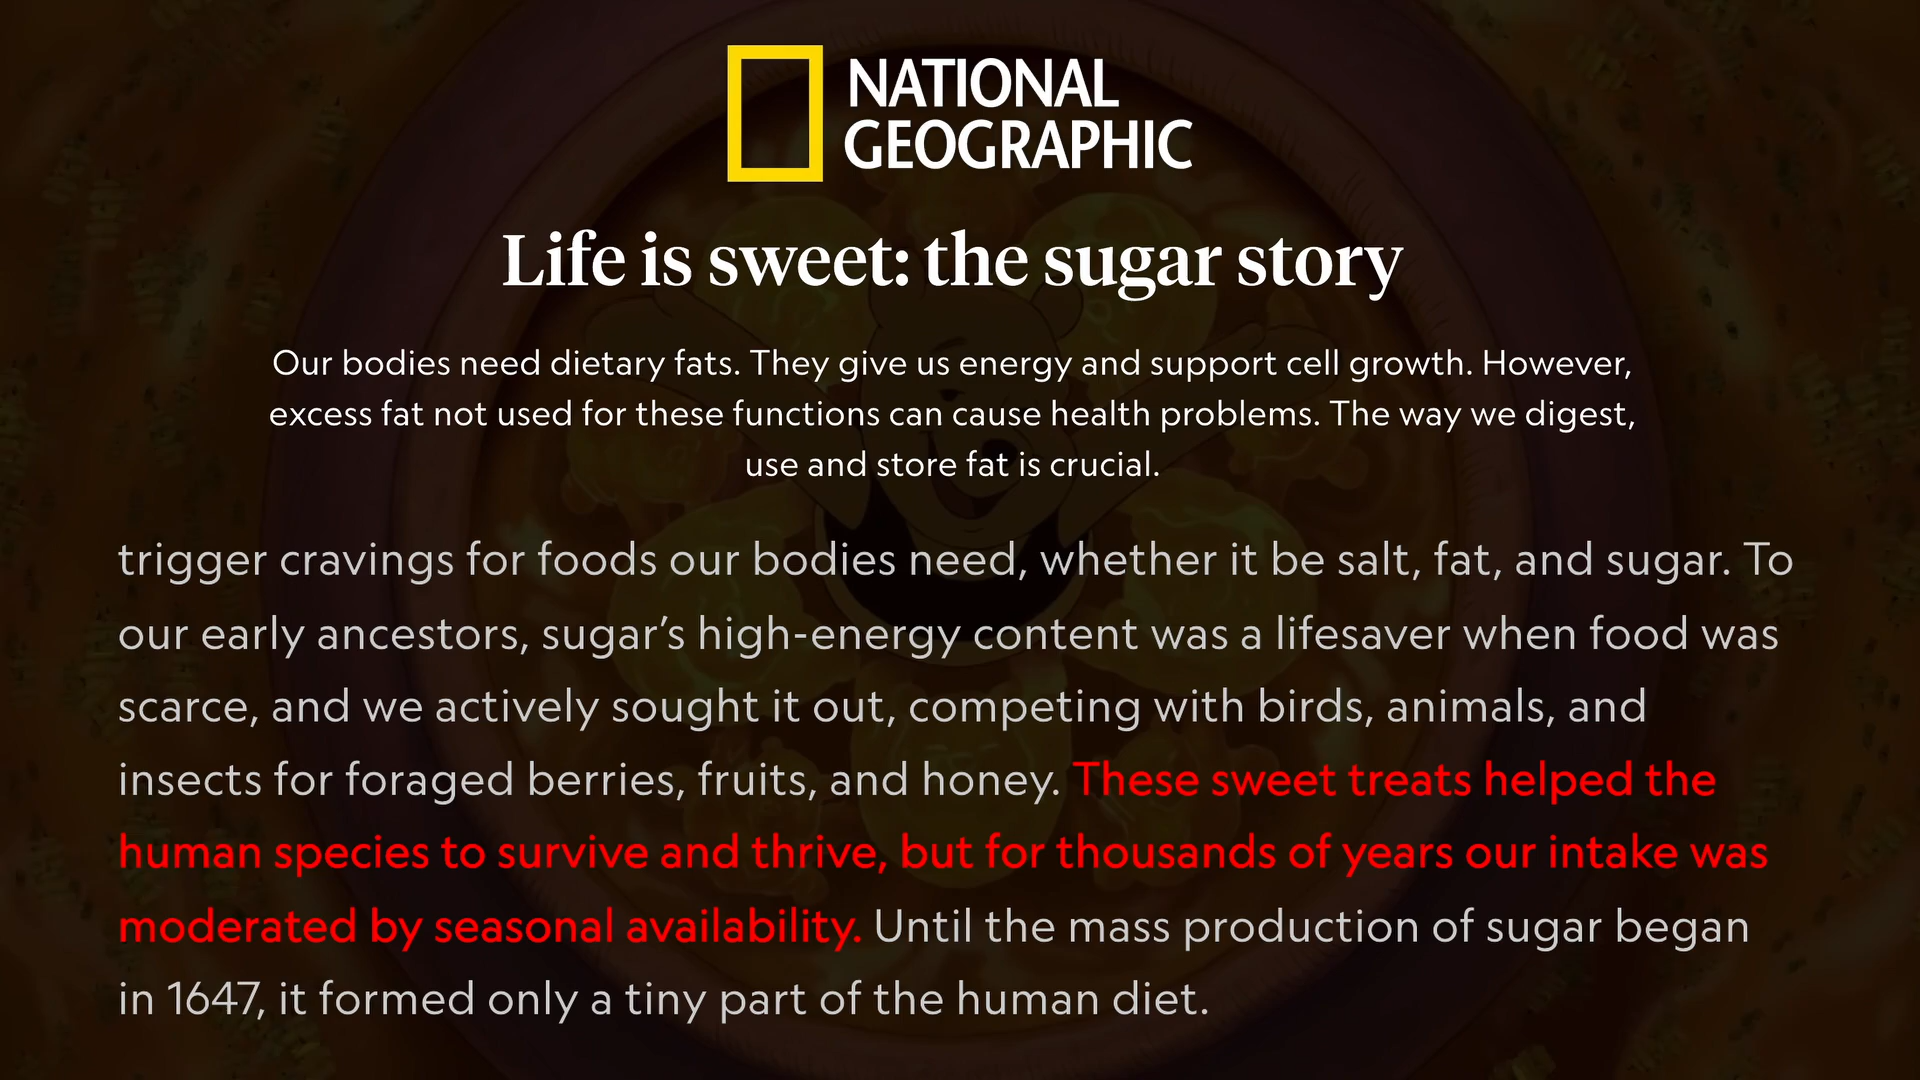 NATIONAL
GEOGRAPHIC
Life is sweet: the sugar story
Our bodies need dietary fats. They give us energy and support cell growth. However,
excess fat not used for these functions can cause health problems. The way we digest,
use and store fat is crucial.
trigger cravings for foods our bodies need, whether it be salt, fat, and sugar. To
our early ancestors, sugar’s high-energy content was a lifesaver when food was
scarce, and we actively sought it out, competing with birds, animals, and
insects for foraged berries, fruits, and honey. These sweet treats helped the
human species to survive and thrive, but for thousands of years our intake was
moderated by seasonal availability. Until the mass production of sugar began
in 1647, it formed only a tiny part of the human diet.